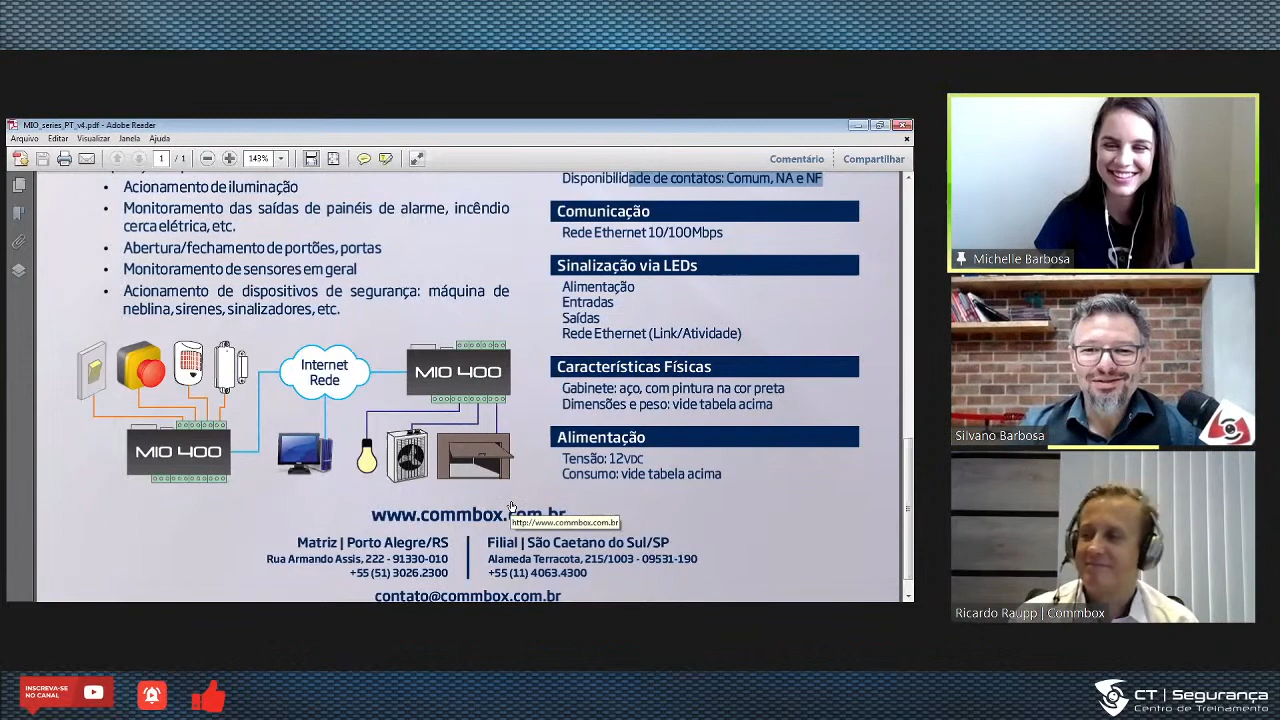 MIO_series_PT_v4.pdf - Adobe Reader
Arquivo Editar Visualizar Janela Ajuda
1 / 1
143%
Comentário
Compartilhar
• Acionamento de iluminação
• Monitoramento das saídas de painéis de alarme, incêndio
cerca elétrica, etc.
• Abertura/fechamento de portões, portas
• Monitoramento de sensores em geral
• Acionamento de dispositivos de segurança: máquina de
neblina, sirenes, sinalizadores, etc.
Internet
Rede
MIO 400
MIO 400
Disponibilidade de contatos: Comum, NA e NF
Comunicação
Rede Ethernet 10/100Mbps
Sinalização via LEDs
Alimentação
Entradas
Saídas
Rede Ethernet (Link/Atividade)
Características Físicas
Gabinete: aço, com pintura na cor preta
Dimensões e peso: vide tabela acima
Alimentação
Tensão: 12VDC
Consumo: vide tabela acima
www.commbox.com.br
http://www.commbox.com.br
Matriz | Porto Alegre/RS
Rua Armando Assis, 222 - 91330-010
+55 (51) 3026.2300
Filial | São Caetano do Sul/SP
Alameda Terracota, 215/1003 - 09531-190
+55 (11) 4063.4300
contato@commbox.com.br
Michelle Barbosa
Silvano Barbosa
Ricardo Raupp | Commbox
INSCREVA-SE
NO CANAL
CT | Segurança
Centro de Treinamento